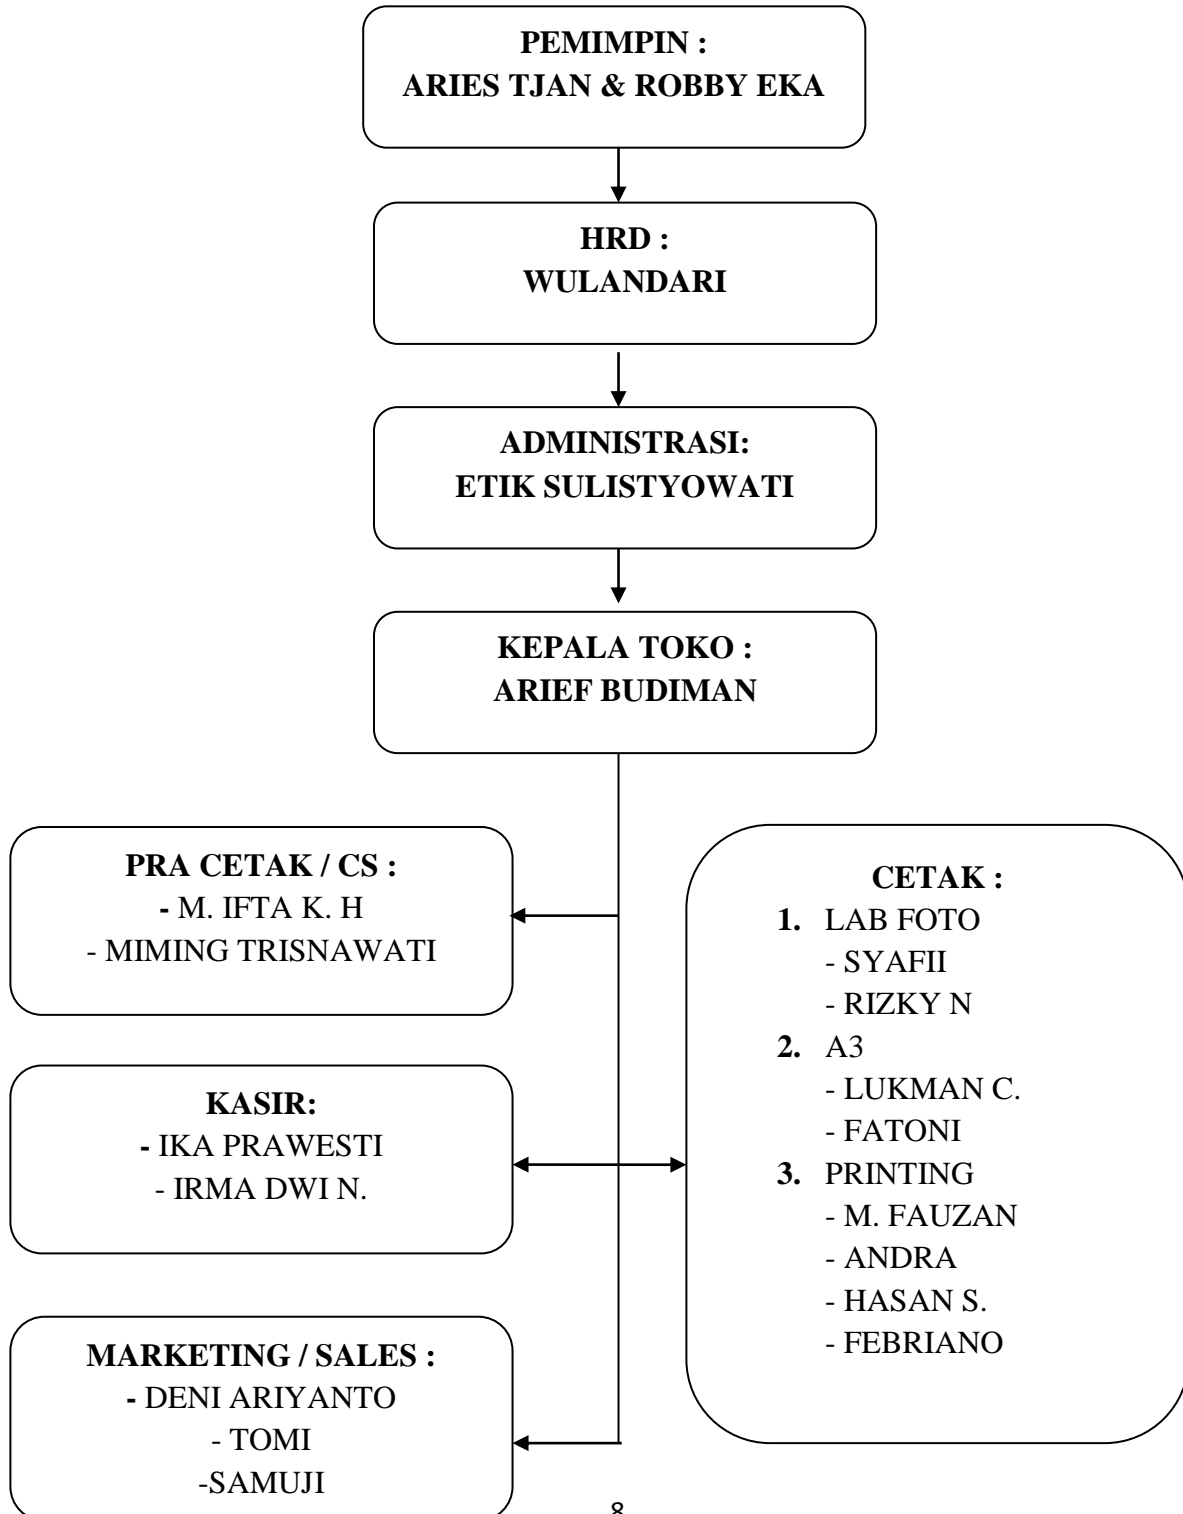 PEMIMPIN :
ARIES TJAN & ROBBY EKA
HRD :
WULANDARI
ADMINISTRASI:
ETIK SULISTYOWATI
KEPALA TOKO :
ARIEF BUDIMAN
PRA CETAK / CS :
- M. IFTA K. H
- MIMING TRISNAWATI
KASIR:
- IKA PRAWESTI
- IRMA DWI N.
MARKETING / SALES :
- DENI ARIYANTO
- TOMI
-SAMUJI
CETAK :
1. LAB FOTO
- SYAFII
- RIZKY N
2. A3
- LUKMAN C.
- FATONI
3. PRINTING
- M. FAUZAN
- ANDRA
- HASAN S.
- FEBRIANO
8